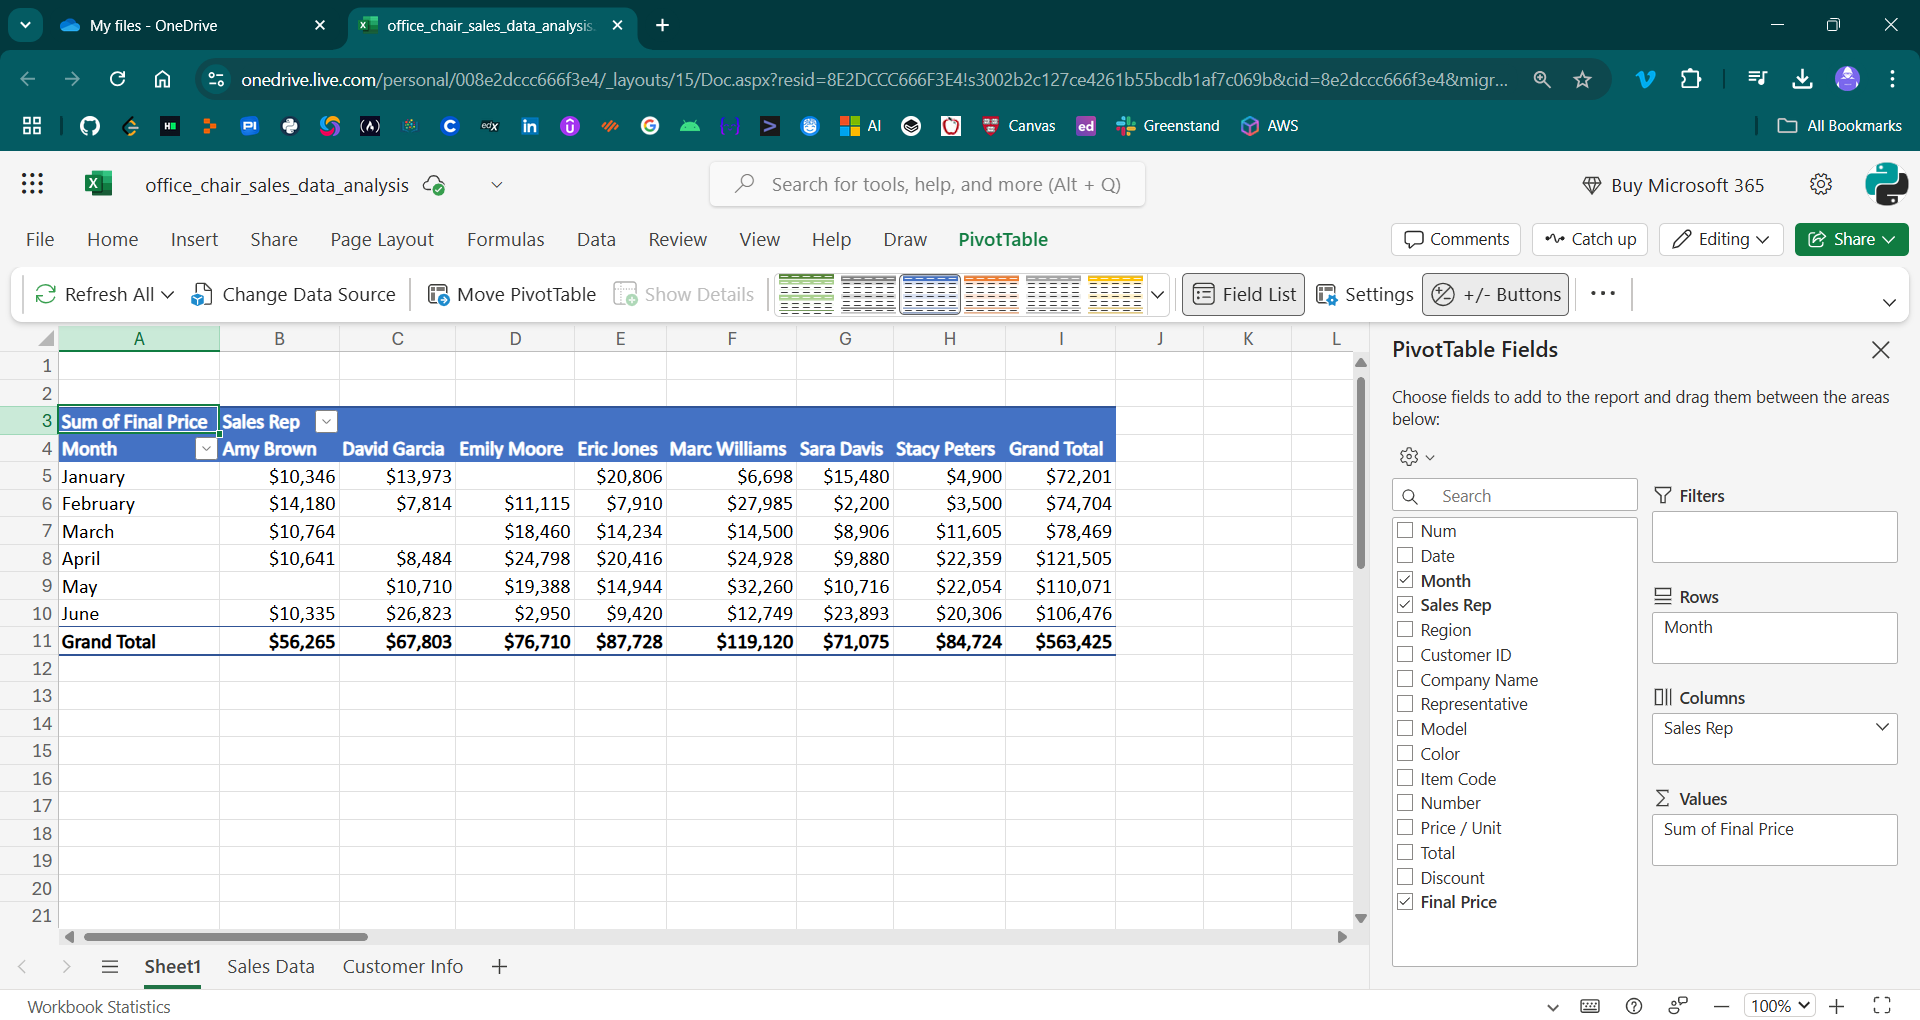 My files - OneDrive
office_chair_sales_data_analysis.
onedrive.live.com/personal/008e2dccc666f3e4/_layouts/15/Doc.aspx?resid=8E2DCCC666F3E4!s3002b2c127ce4261b55bcdb1af7c069b&cid=8e2dccc666f3e4&migr...
AI Canvas ed Greenstand AWS All Bookmarks
office_chair_sales_data_analysis
Search for tools, help, and more (Alt + Q)
Buy Microsoft 365
File Home Insert Share Page Layout Formulas Data Review View Help Draw PivotTable
Comments Catch up Editing Share
Refresh All Change Data Source Move PivotTable Show Details Field List Settings +/- Buttons
A B C D E F G H I J K L
1
2
3 Sum of Final Price Sales Rep
4 Month Amy Brown David Garcia Emily Moore Eric Jones Marc Williams Sara Davis Stacy Peters Grand Total
5 January $10,346 $13,973 $20,806 $6,698 $15,480 $4,900 $72,201
6 February $14,180 $7,814 $11,115 $7,910 $27,985 $2,200 $3,500 $74,704
7 March $10,764 $18,460 $14,234 $14,500 $8,906 $11,605 $78,469
8 April $10,641 $8,484 $24,798 $20,416 $24,928 $9,880 $22,359 $121,505
9 May $10,710 $19,388 $14,944 $32,260 $10,716 $22,054 $110,071
10 June $10,335 $26,823 $2,950 $9,420 $12,749 $23,893 $20,306 $106,476
11 Grand Total $56,265 $67,803 $76,710 $87,728 $119,120 $71,075 $84,724 $563,425
12
13
14
15
16
17
18
19
20
21
PivotTable Fields
Choose fields to add to the report and drag them between the areas
below:
Search
Num
Date
Month
Sales Rep
Region
Customer ID
Company Name
Representative
Model
Color
Item Code
Number
Price / Unit
Total
Discount
Final Price
Filters
Rows
Month
Columns
Sales Rep
Values
Sum of Final Price
Sheet1 Sales Data Customer Info
Workbook Statistics
100%